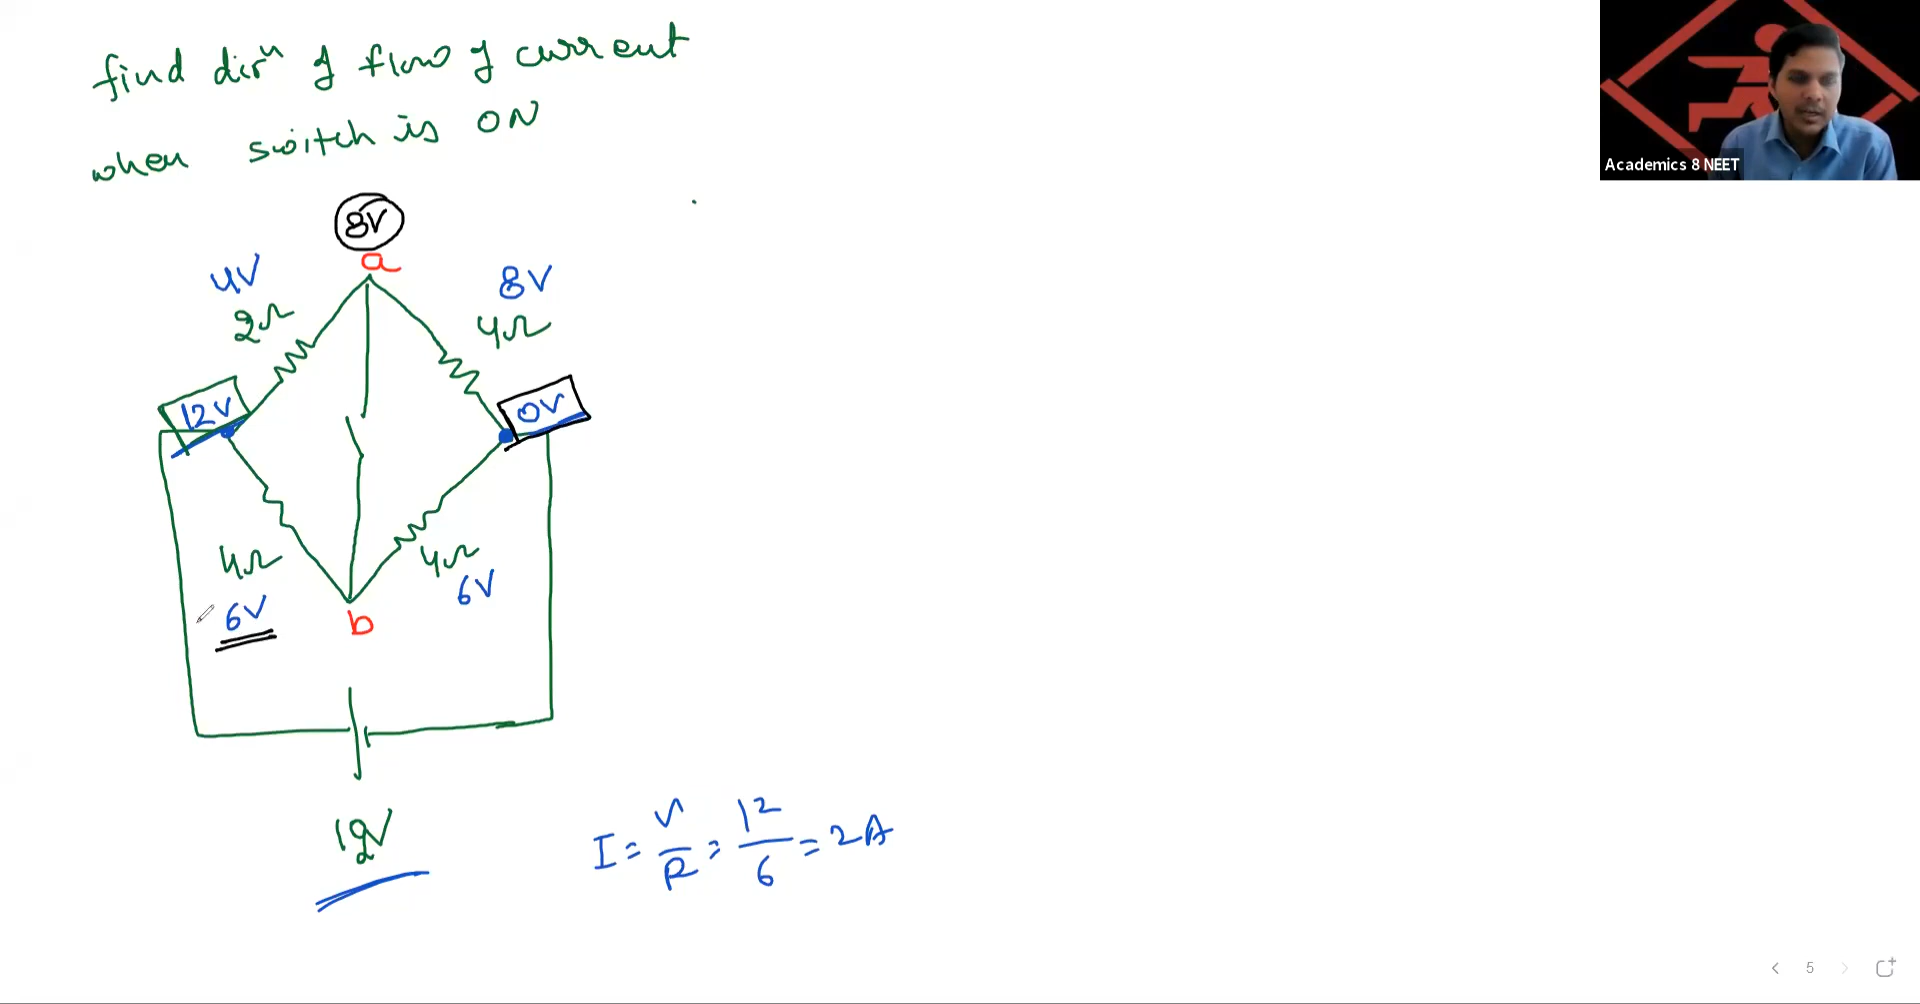 find dirⁿ of flow of current
when switch is ON
Academics 8 NEET
8V
a
4V
8V
2Ω
4Ω
12V
0V
4Ω
4Ω
6V
6V
b
12V
I = V/R = 12/6 = 2A
5